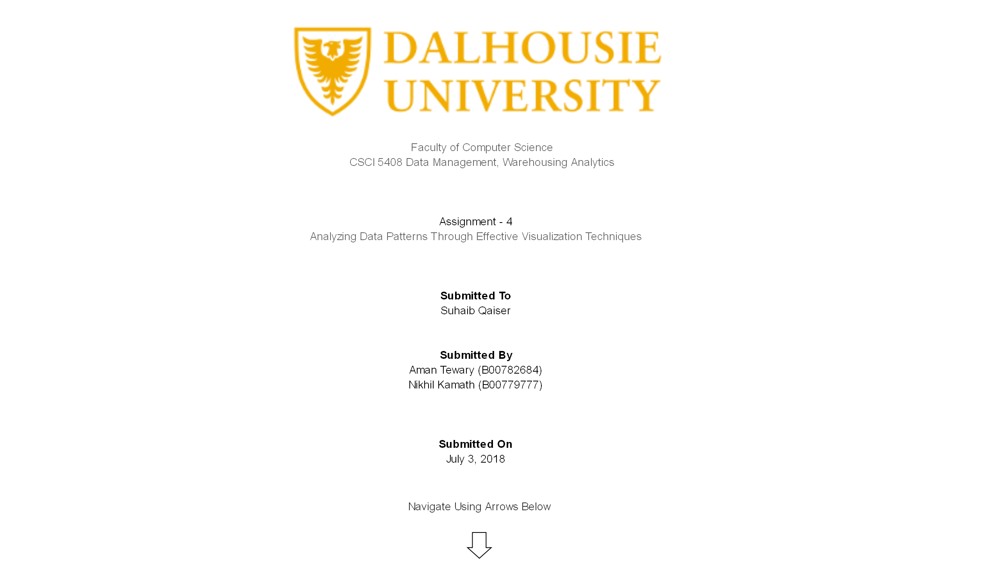 DALHOUSIE
UNIVERSITY
Faculty of Computer Science
CSCI 5408 Data Management, Warehousing Analytics
Assignment - 4
Analyzing Data Patterns Through Effective Visualization Techniques
Submitted To
Suhaib Qaiser
Submitted By
Aman Tewary (B00782684)
Nikhil Kamath (B00779777)
Submitted On
July 3, 2018
Navigate Using Arrows Below